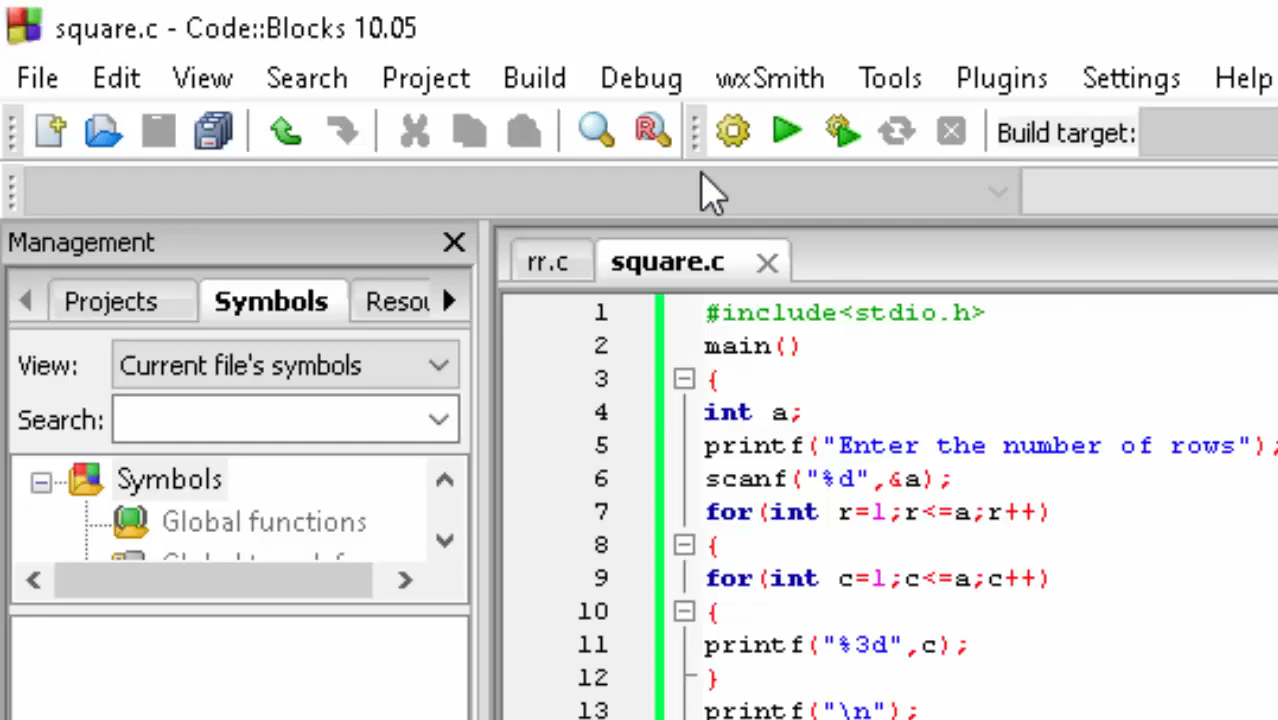 square.c - Code::Blocks 10.05
File Edit View Search Project Build Debug wxSmith Tools Plugins Settings Help
Build target:
Management
Projects Symbols Resou
View: Current file's symbols
Search:
Symbols
Global functions
rr.c square.c
1 #include<stdio.h>
2 main()
3 {
4 int a;
5 printf("Enter the number of rows");
6 scanf("%d",&a);
7 for(int r=1;r<=a;r++)
8 {
9 for(int c=1;c<=a;c++)
10 {
11 printf("%3d",c);
12 }
13 printf("\n");